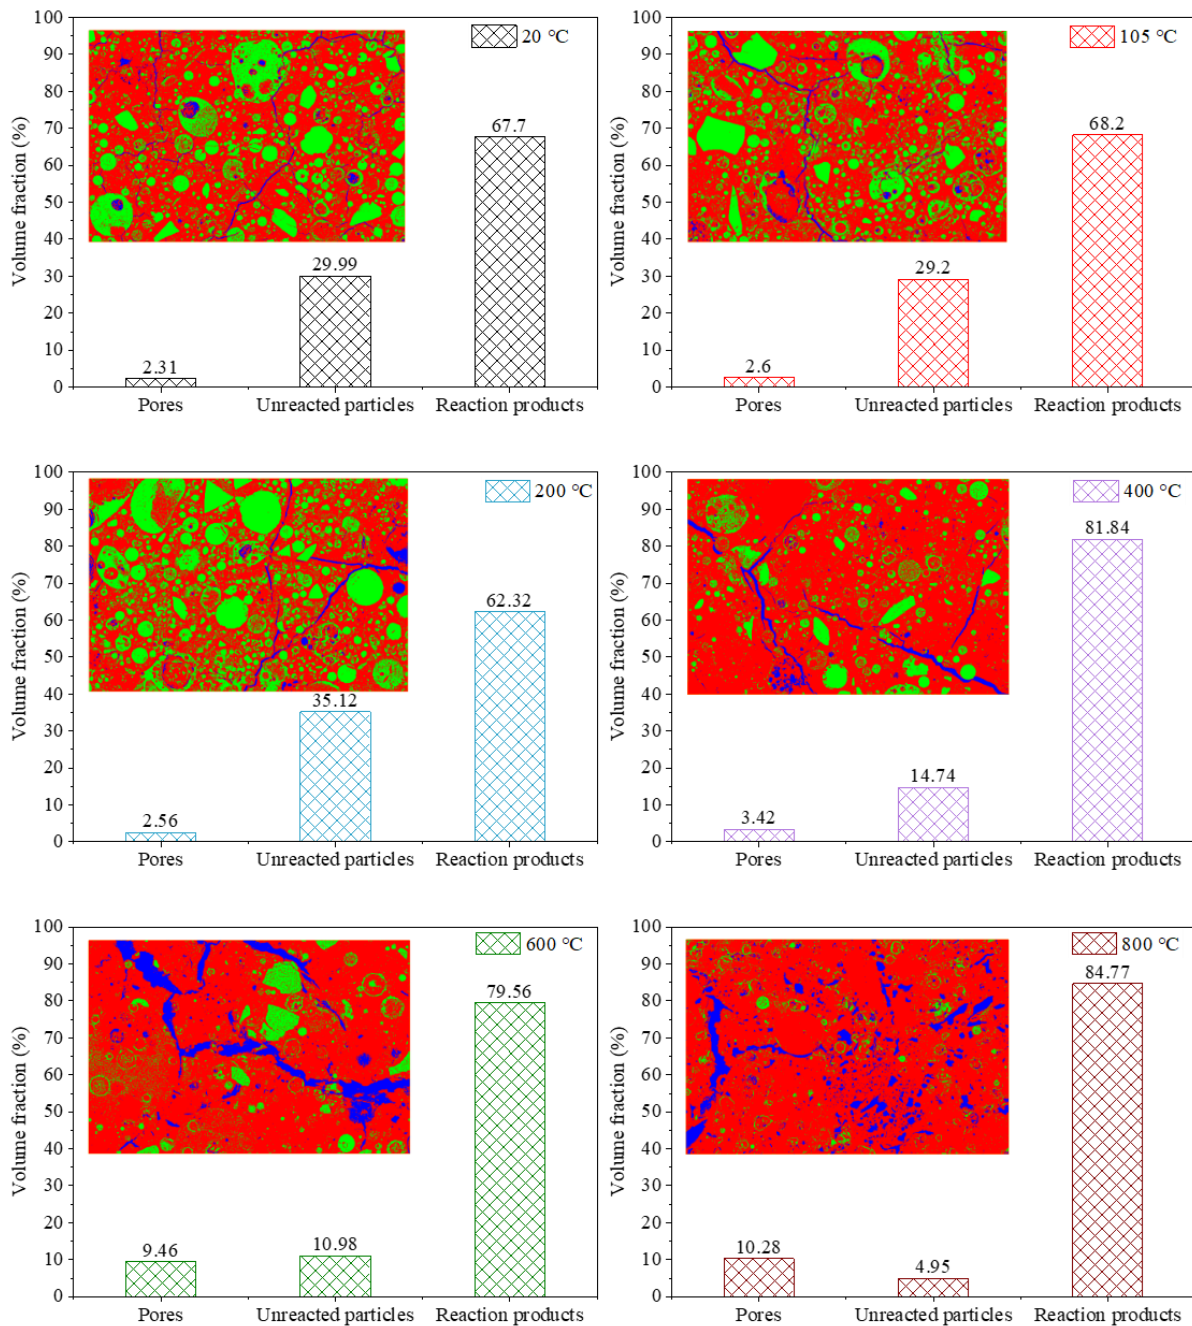 100
90
80
70
60
50
40
30
20
10
0
Volume fraction (%)
20 °C
2.31
29.99
67.7
Pores
Unreacted particles
Reaction products
100
90
80
70
60
50
40
30
20
10
0
Volume fraction (%)
105 °C
2.6
29.2
68.2
Pores
Unreacted particles
Reaction products
100
90
80
70
60
50
40
30
20
10
0
Volume fraction (%)
200 °C
2.56
35.12
62.32
Pores
Unreacted particles
Reaction products
100
90
80
70
60
50
40
30
20
10
0
Volume fraction (%)
400 °C
3.42
14.74
81.84
Pores
Unreacted particles
Reaction products
100
90
80
70
60
50
40
30
20
10
0
Volume fraction (%)
600 °C
9.46
10.98
79.56
Pores
Unreacted particles
Reaction products
100
90
80
70
60
50
40
30
20
10
0
Volume fraction (%)
800 °C
10.28
4.95
84.77
Pores
Unreacted particles
Reaction products